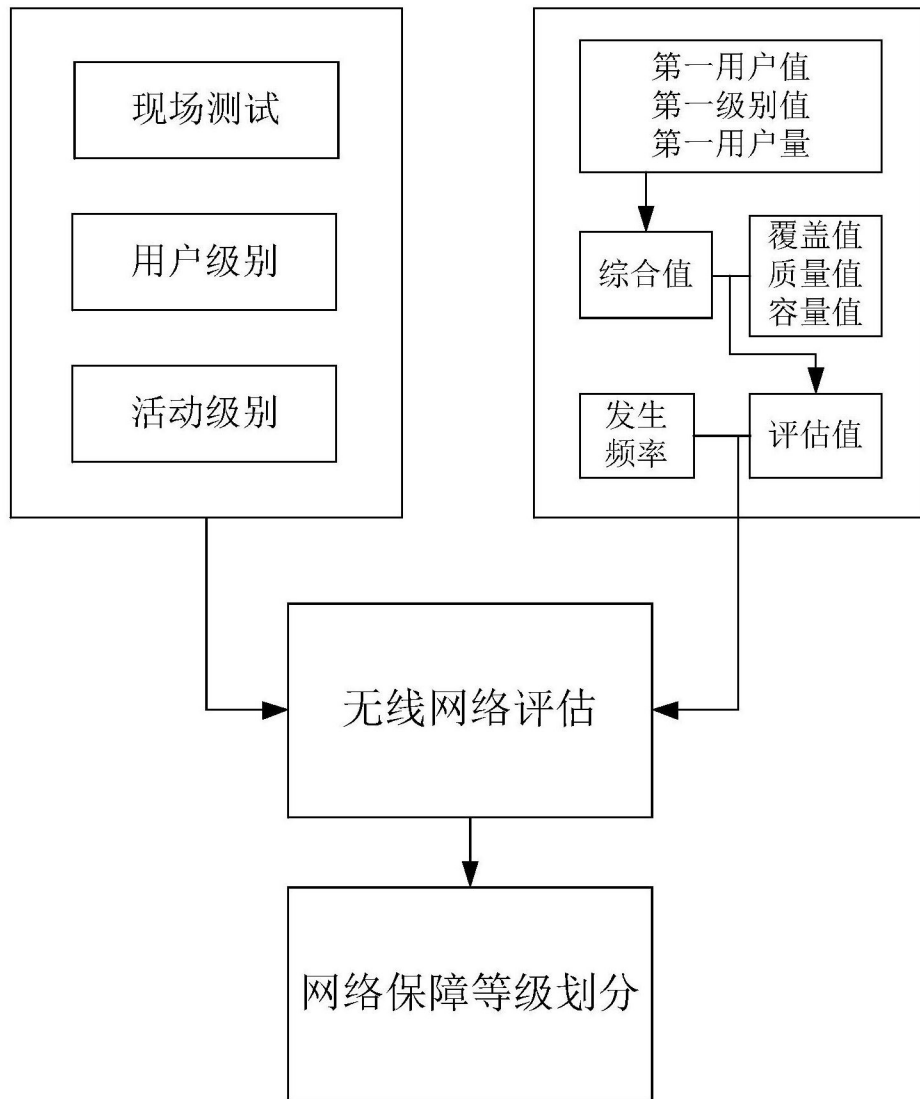 现场测试
用户级别
活动级别
第一用户值
第一级别值
第一用户量
综合值
覆盖值
质量值
容量值
发生
频率
评估值
无线网络评估
网络保障等级划分